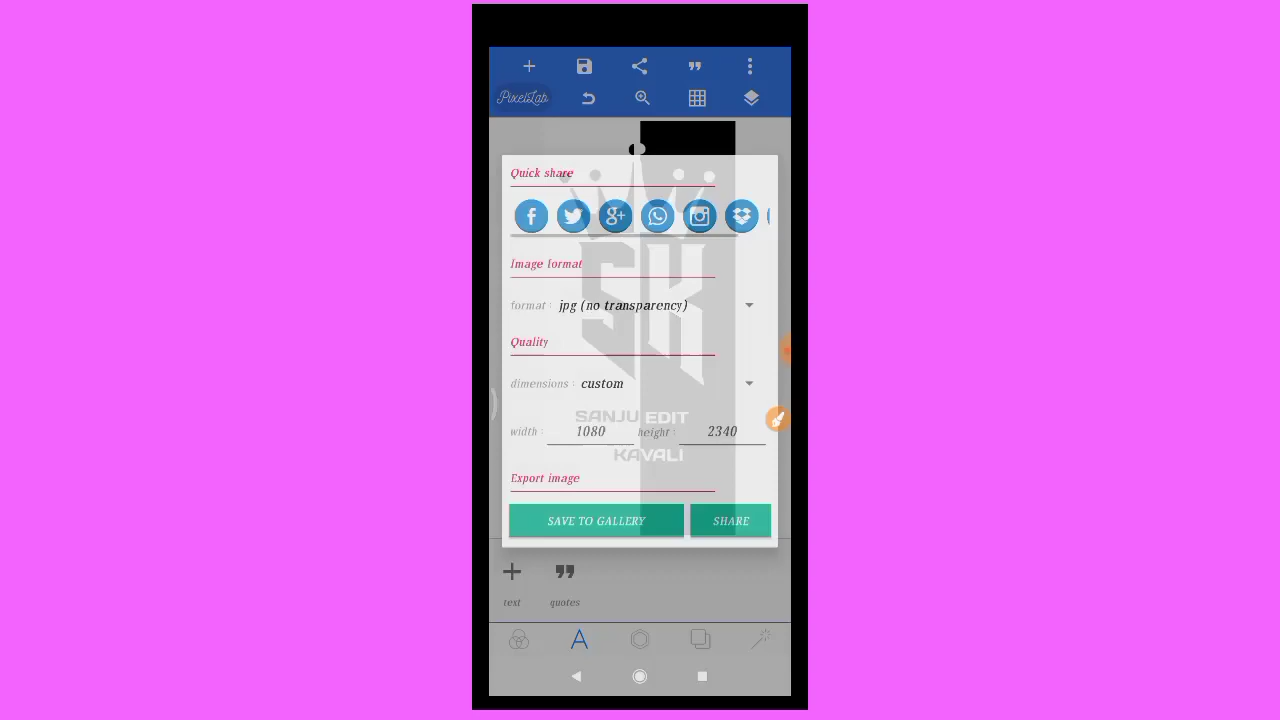 PixelLab
Quick share
Image format
format : jpg (no transparency)
SK
Quality
dimensions : custom
SANJU EDIT
width : 1080 height : 2340
KAVALI
Export image
SAVE TO GALLERY SHARE
text quotes